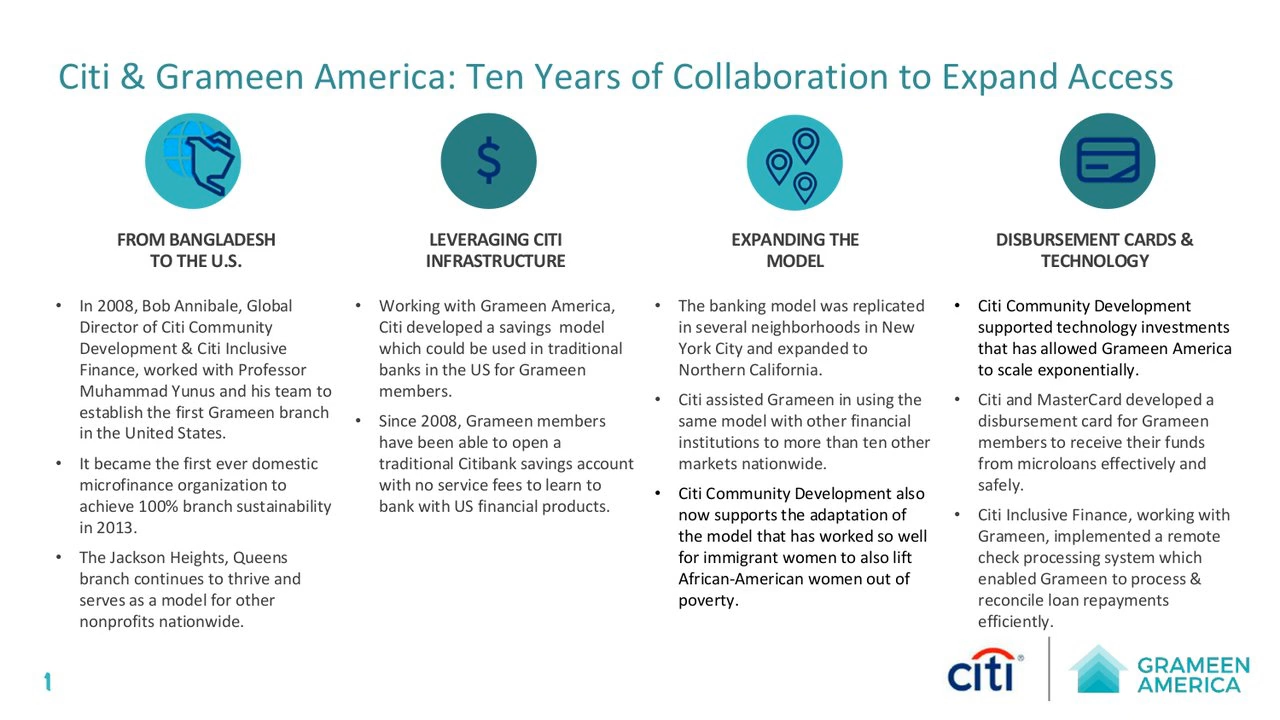 Citi & Grameen America: Ten Years of Collaboration to Expand Access
$
FROM BANGLADESH
TO THE U.S.
• In 2008, Bob Annibale, Global
Director of Citi Community
Development & Citi Inclusive
Finance, worked with Professor
Muhammad Yunus and his team to
establish the first Grameen branch
in the United States.
• It became the first ever domestic
microfinance organization to
achieve 100% branch sustainability
in 2013.
• The Jackson Heights, Queens
branch continues to thrive and
serves as a model for other
nonprofits nationwide.
LEVERAGING CITI
INFRASTRUCTURE
• Working with Grameen America,
Citi developed a savings model
which could be used in traditional
banks in the US for Grameen
members.
• Since 2008, Grameen members
have been able to open a
traditional Citibank savings account
with no service fees to learn to
bank with US financial products.
EXPANDING THE
MODEL
• The banking model was replicated
in several neighborhoods in New
York City and expanded to
Northern California.
• Citi assisted Grameen in using the
same model with other financial
institutions to more than ten other
markets nationwide.
• Citi Community Development also
now supports the adaptation of
the model that has worked so well
for immigrant women to also lift
African-American women out of
poverty.
DISBURSEMENT CARDS &
TECHNOLOGY
• Citi Community Development
supported technology investments
that has allowed Grameen America
to scale exponentially.
• Citi and MasterCard developed a
disbursement card for Grameen
members to receive their funds
from microloans effectively and
safely.
• Citi Inclusive Finance, working with
Grameen, implemented a remote
check processing system which
enabled Grameen to process &
reconcile loan repayments
efficiently.
1
citi®
GRAMEEN
AMERICA